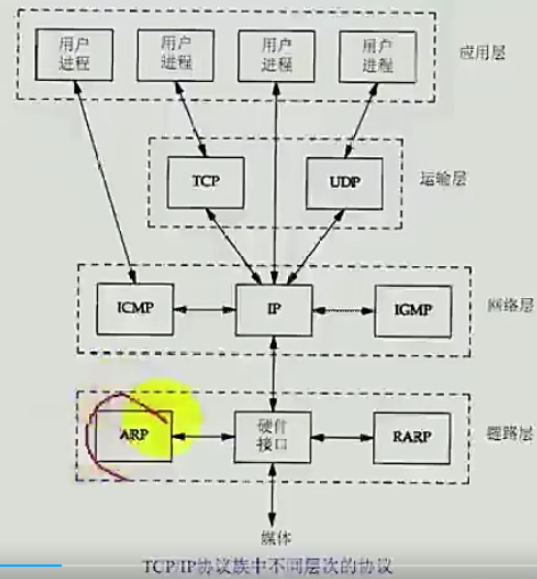 用户
进程
用户
进程
用户
进程
用户
进程
应用层
TCP
UDP
运输层
ICMP
IP
IGMP
网络层
ARP
硬件
接口
RARP
链路层
媒体
TCP/IP协议族中不同层次的协议